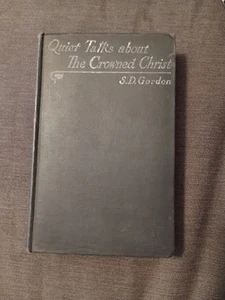 Quiet Talks about
The Crowned Christ
S.D. Gordon